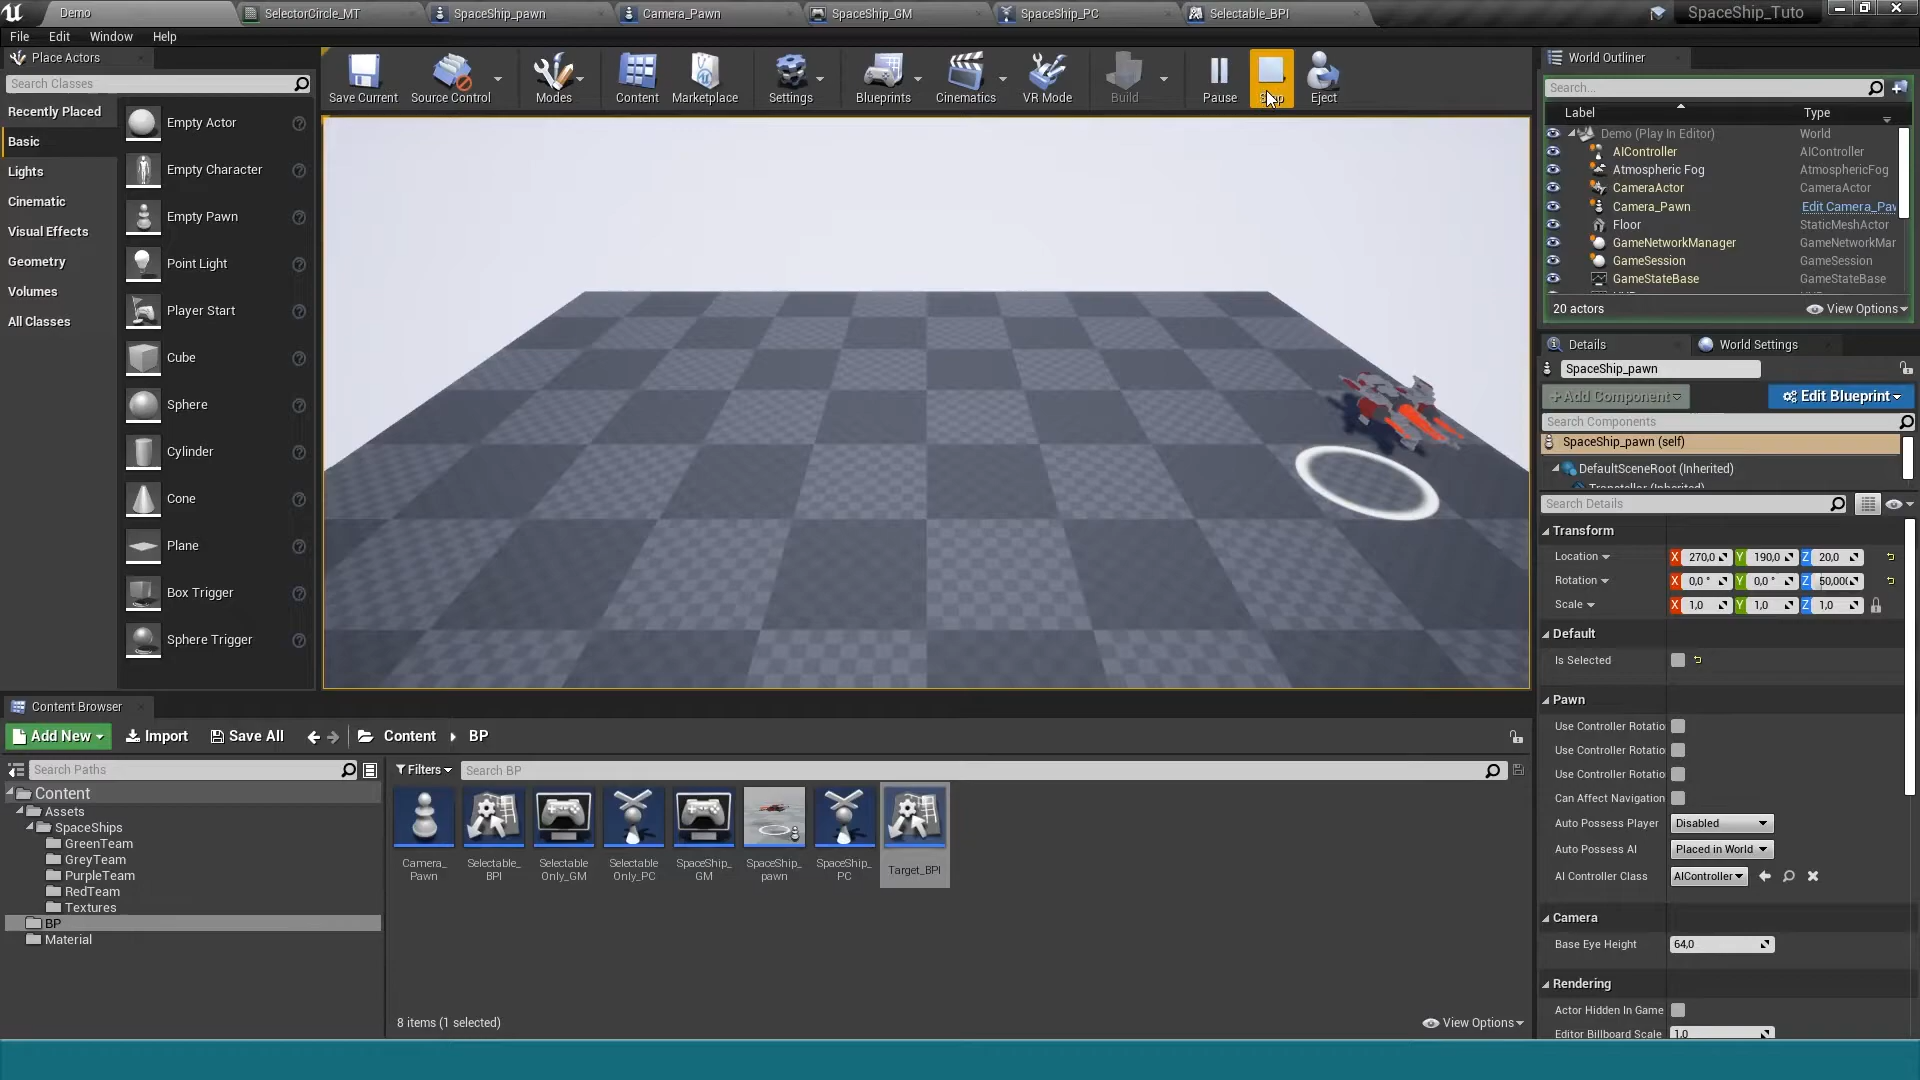 Demo
SelectorCircle_MT
SpaceShip_pawn
Camera_Pawn
SpaceShip_GM
SpaceShip_PC
Selectable_BPI
SpaceShip_Tuto
File
Edit
Window
Help
Place Actors
Search Classes
Recently Placed
Basic
Lights
Cinematic
Visual Effects
Geometry
Volumes
All Classes
Empty Actor
Empty Character
Empty Pawn
Point Light
Player Start
Cube
Sphere
Cylinder
Cone
Plane
Box Trigger
Sphere Trigger
Save Current
Source Control
Modes
Content
Marketplace
Settings
Blueprints
Cinematics
VR Mode
Build
Pause
Eject
World Outliner
Search...
Label
Type
Demo (Play In Editor)
World
AIController
AIController
Atmospheric Fog
AtmosphericFog
CameraActor
CameraActor
Camera_Pawn
Edit Camera_Pav
Floor
StaticMeshActor
GameNetworkManager
GameNetworkMar
GameSession
GameSession
GameStateBase
GameStateBase
20 actors
View Options
Details
World Settings
SpaceShip_pawn
+Add Component
Edit Blueprint
Search Components
SpaceShip_pawn (self)
DefaultSceneRoot (Inherited)
Search Details
Transform
Location
X 270,0 Y 190,0 Z 20,0
Rotation
X 0,0 ° Y 0,0 ° Z 50,00(
Scale
X 1,0 Y 1,0 Z 1,0
Default
Is Selected
Pawn
Use Controller Rotatio
Use Controller Rotatio
Use Controller Rotatio
Can Affect Navigation
Auto Possess Player
Disabled
Auto Possess AI
Placed in World
AI Controller Class
AIController
Camera
Base Eye Height
64,0
Rendering
Actor Hidden In Game
Editor Billboard Scale
1,0
Content Browser
Add New
Import
Save All
Content
BP
Search Paths
Content
Assets
SpaceShips
GreenTeam
GreyTeam
PurpleTeam
RedTeam
Textures
BP
Material
Filters
Search BP
Camera_
Pawn
Selectable_
BPI
Selectable
Only_GM
Selectable
Only_PC
SpaceShip_
GM
SpaceShip_
pawn
SpaceShip_
PC
Target_BPI
8 items (1 selected)
View Options